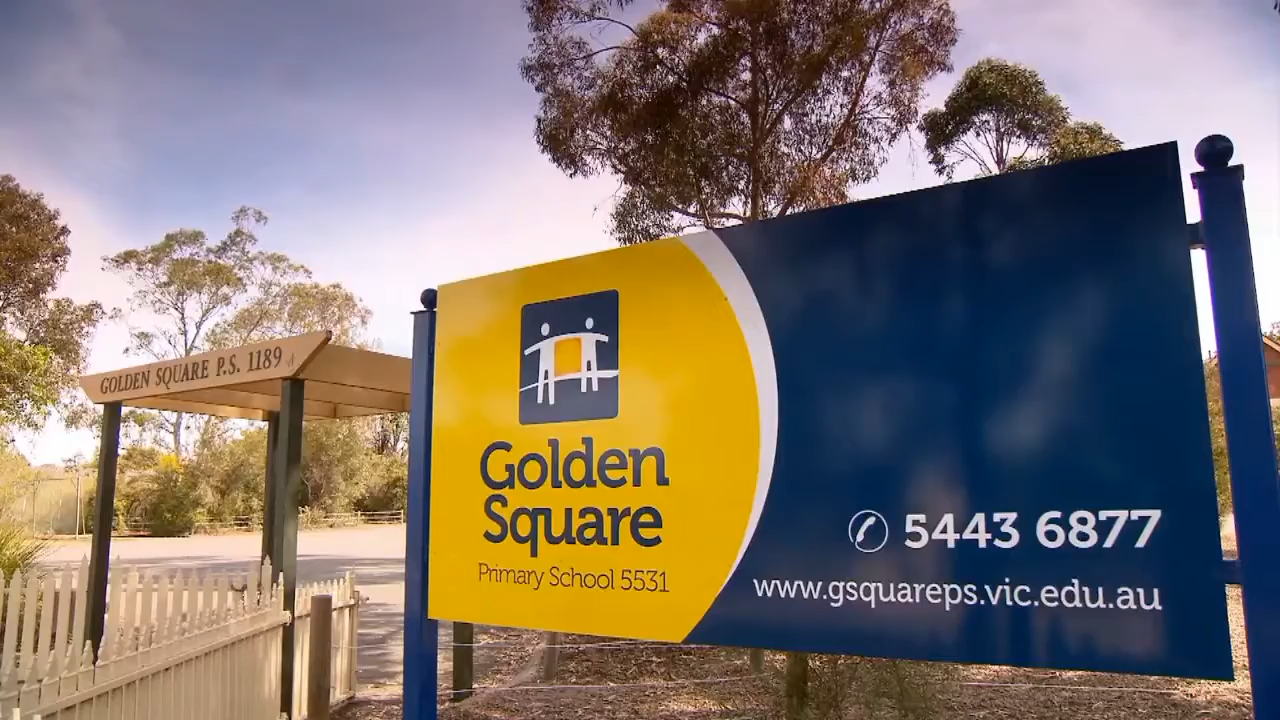 GOLDEN SQUARE P.S. 1189
Golden
Square
Primary School 5531
5443 6877
www.gsquareps.vic.edu.au